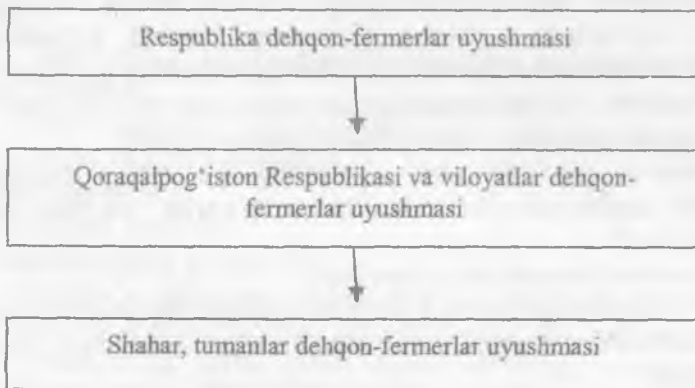 Respublika dehqon-fermerlar uyushmasi
Qoraqalpog‘iston Respublikasi va viloyatlar dehqon-
fermerlar uyushmasi
Shahar, tumanlar dehqon-fermerlar uyushmasi